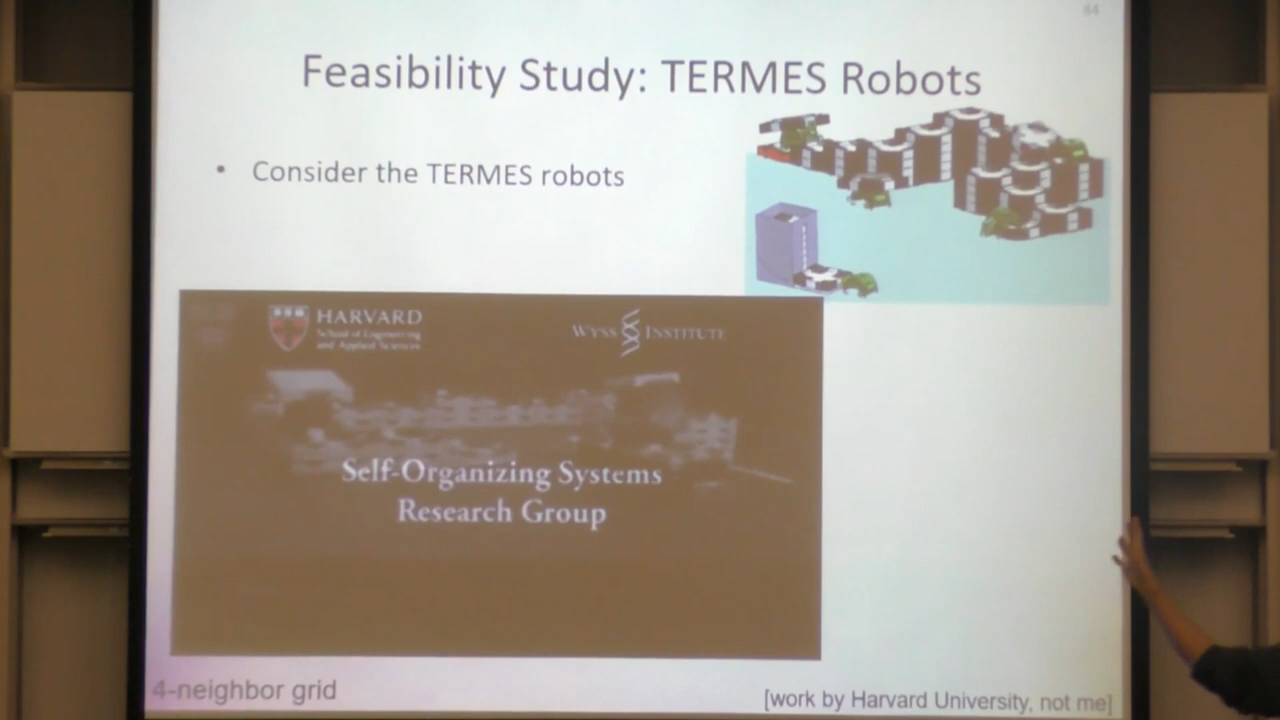 64
Feasibility Study: TERMES Robots
• Consider the TERMES robots
HARVARD
School of Engineering
and Applied Sciences
WYSS INSTITUTE
Self-Organizing Systems
Research Group
4-neighbor grid
[work by Harvard University, not me]